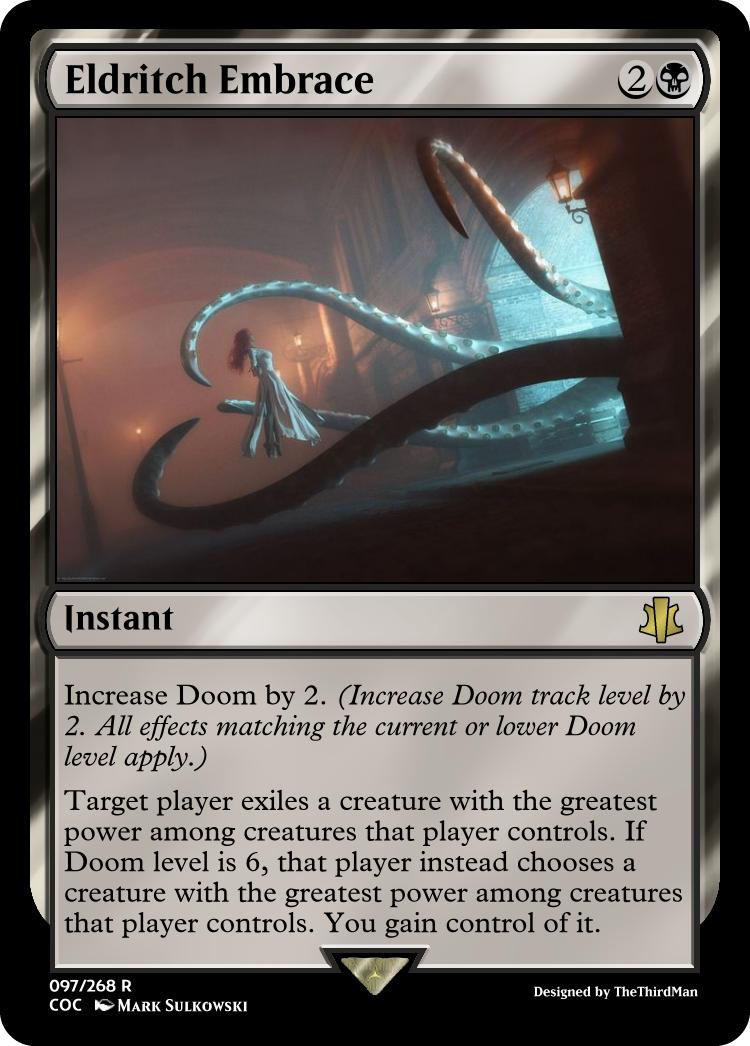 Eldritch Embrace 2
Instant
Increase Doom by 2. (Increase Doom track level by
2. All effects matching the current or lower Doom
level apply.)
Target player exiles a creature with the greatest
power among creatures that player controls. If
Doom level is 6, that player instead chooses a
creature with the greatest power among creatures
that player controls. You gain control of it.
097/268 R
COC Mark Sulkowski
Designed by TheThirdMan